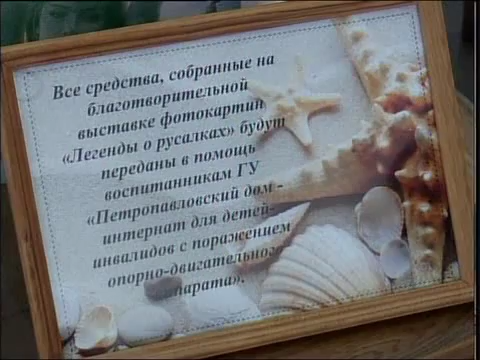 Все средства, собранные на
благотворительной
выставке фотокартин
«Легенды о русалках» будут
переданы в помощь
воспитанникам ГУ
«Петропавловский дом -
интернат для детей-
инвалидов с поражением
опорно-двигательного
парата».